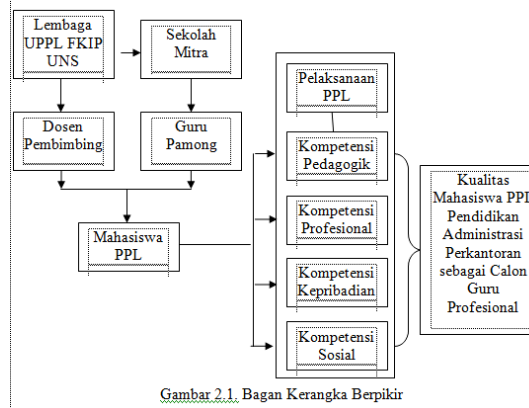 Lembaga
UPPL FKIP
UNS
Sekolah
Mitra
Dosen
Pembimbing
Guru
Pamong
Mahasiswa
PPL
Pelaksanaan
PPL
Kompetensi
Pedagogik
Kompetensi
Profesional
Kompetensi
Kepribadian
Kompetensi
Sosial
Kualitas
Mahasiswa PPL
Pendidikan
Administrasi
Perkantoran
sebagai Calon
Guru
Profesional
Gambar 2.1. Bagan Kerangka Berpikir